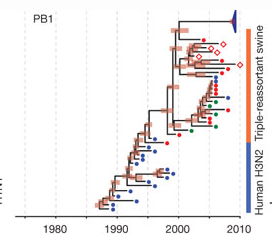 PB1
Triple-reassortant swine
Human H3N2
1980 1990 2000 2010